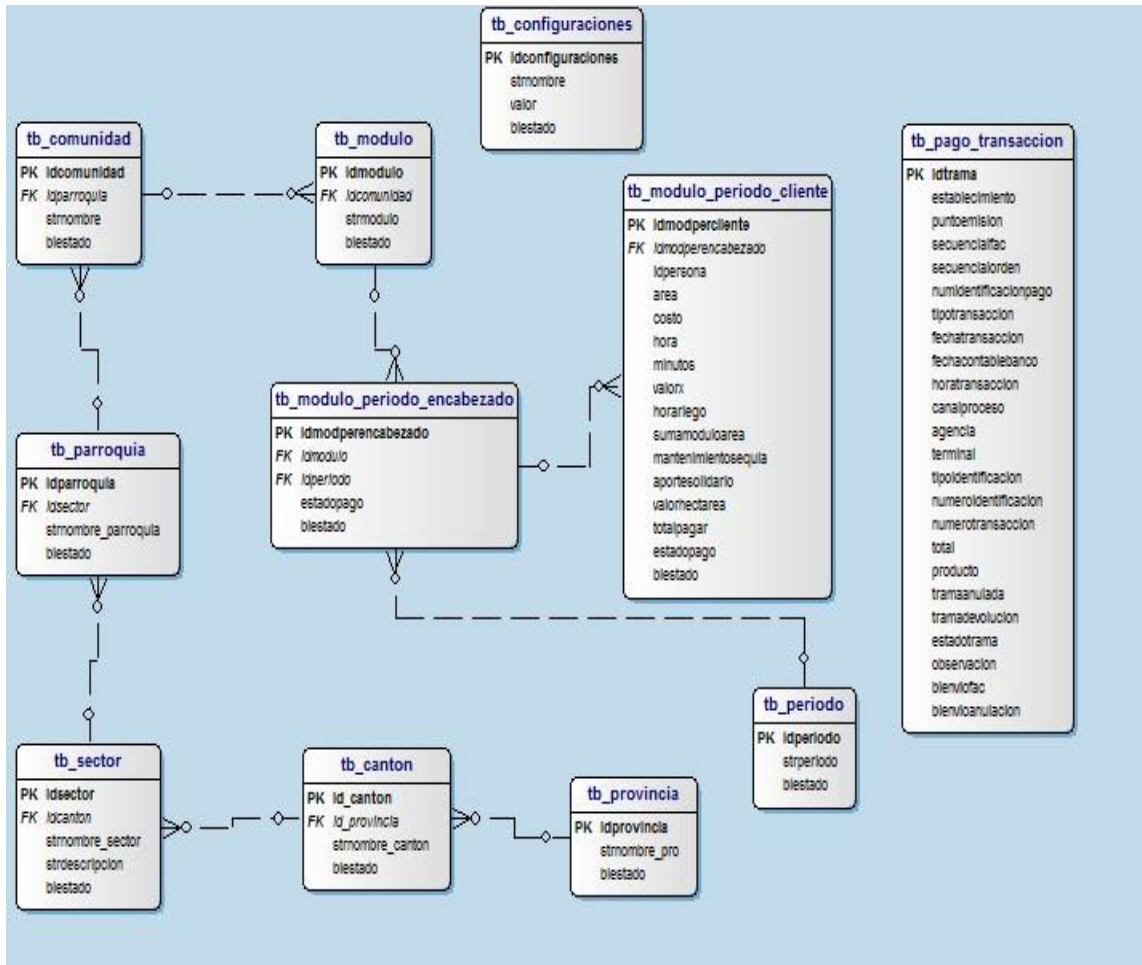 tb_configuraciones
PK idconfiguraciones
strnombre
valor
blestado
tb_comunidad
PK idcomunidad
FK idparroquia
strnombre
blestado
tb_modulo
PK idmodulo
FK idcomunidad
strmodulo
blestado
tb_modulo_periodo_cliente
PK idmodpercliente
FK idmodperencabezado
idpersona
area
costo
hora
minutos
valorx
horariego
sumamoduloarea
mantenimientosequia
aportesolidario
valorhectarea
totalpagar
estadopago
blestado
tb_pago_transaccion
PK idtrama
establecimiento
puntoemision
secuencialfac
secuencialorden
numidentificacionpago
tipotransaccion
fechatransaccion
fechacontablebanco
horatransaccion
canalproceso
agencia
terminal
tipoidentificacion
numeroidentificacion
numerotransaccion
total
producto
tramaanulada
tramadevolucion
estadotrama
observacion
blenviofac
blenvioanulacion
tb_modulo_periodo_encabezado
PK idmodperencabezado
FK idmodulo
FK idperiodo
estadopago
blestado
tb_parroquia
PK idparroquia
FK idsector
strnombre_parroquia
blestado
tb_periodo
PK idperiodo
strperiodo
blestado
tb_sector
PK idsector
FK idcanton
strnombre_sector
strdescripcion
blestado
tb_canton
PK id_canton
FK id_provincia
strnombre_canton
blestado
tb_provincia
PK idprovincia
strnombre_pro
blestado